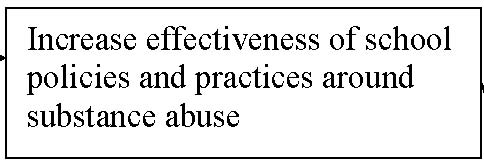 Increase effectiveness of school
policies and practices around
substance abuse